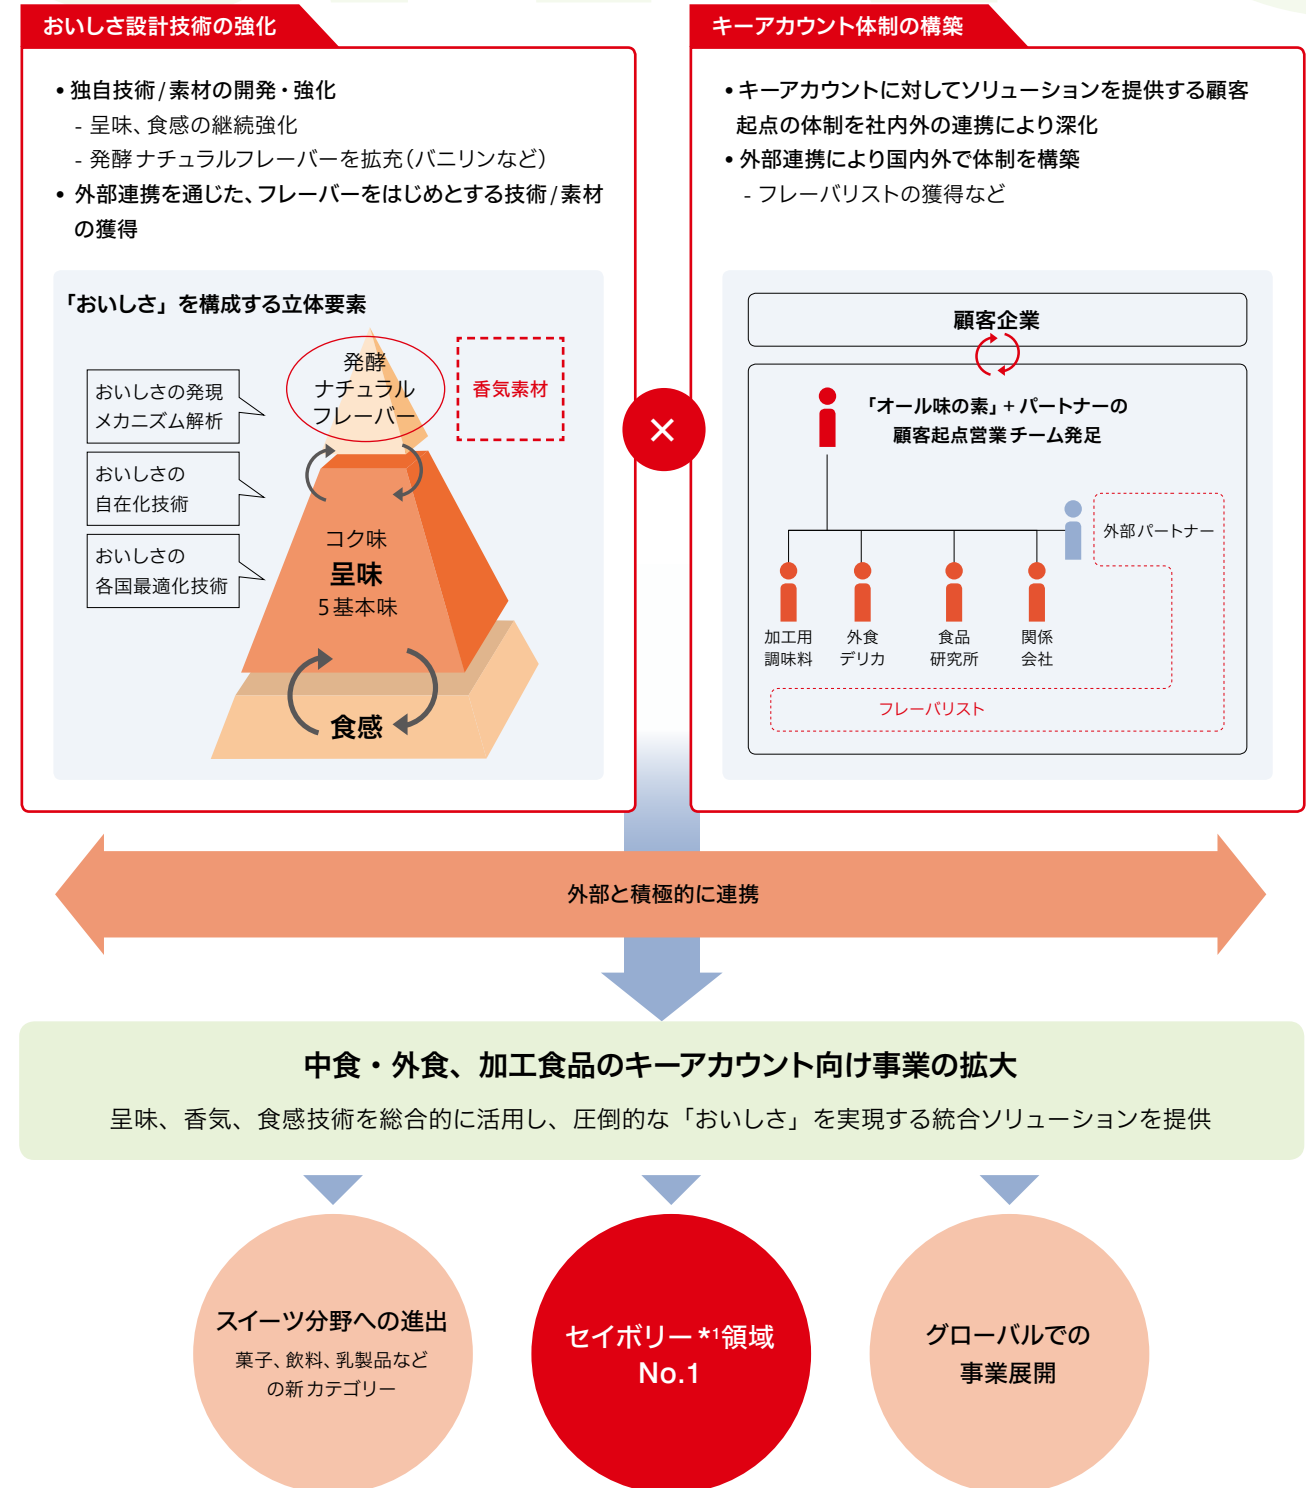 おいしさ設計技術の強化
• 独自技術/素材の開発・強化
- 呈味、食感の継続強化
- 発酵ナチュラルフレーバーを拡充(バニリンなど)
• 外部連携を通じた、フレーバーをはじめとする技術/素材
の獲得
「おいしさ」を構成する立体要素
発酵
ナチュラル
フレーバー
香気素材
おいしさの発現
メカニズム解析
おいしさの
自在化技術
おいしさの
各国最適化技術
コク味
呈味
5基本味
食感
×
キーアカウント体制の構築
• キーアカウントに対してソリューションを提供する顧客
起点の体制を社内外の連携により深化
• 外部連携により国内外で体制を構築
- フレーバリストの獲得など
顧客企業
「オール味の素」+パートナーの
顧客起点営業チーム発足
外部パートナー
加工用
調味料
外食
デリカ
食品
研究所
関係
会社
フレーバリスト
外部と積極的に連携
中食・外食、加工食品のキーアカウント向け事業の拡大
呈味、香気、食感技術を総合的に活用し、圧倒的な「おいしさ」を実現する統合ソリューションを提供
スイーツ分野への進出
菓子、飲料、乳製品など
の新カテゴリー
セイボリー*1領域
No.1
グローバルでの
事業展開